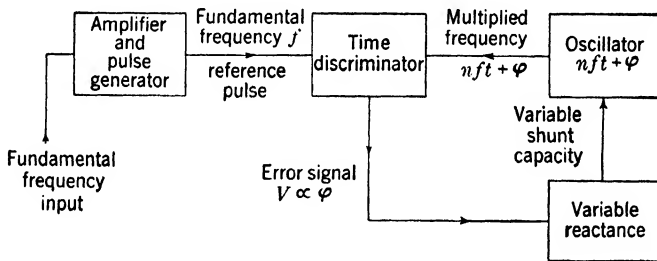 Amplifier
and
pulse
generator
Fundamental
frequency f
reference
pulse
Time
discriminator
Multiplied
frequency
nft + φ
Oscillator
nft + φ
Variable
shunt
capacity
Fundamental
frequency
input
Error signal
V ∝ φ
Variable
reactance